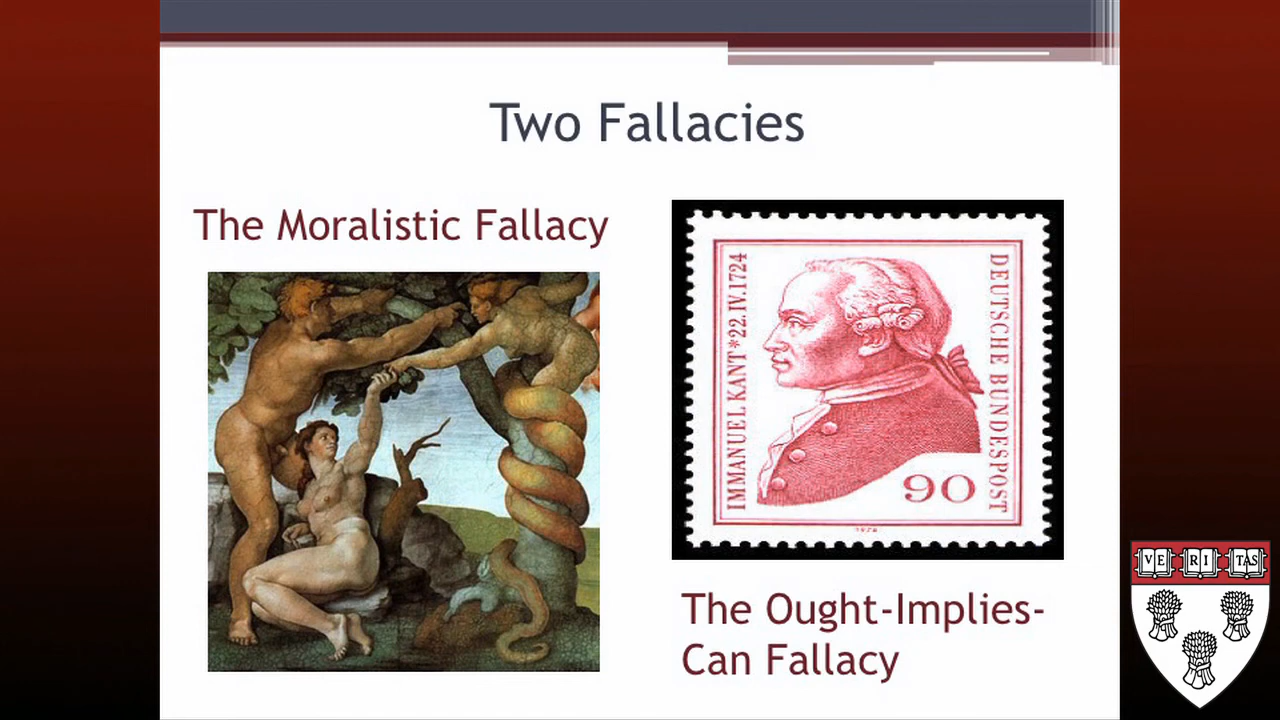 Two Fallacies
The Moralistic Fallacy
IMMANUEL KANT*22.IV.1724
DEUTSCHE BUNDESPOST
90
The Ought-Implies-
Can Fallacy
VE RI TAS